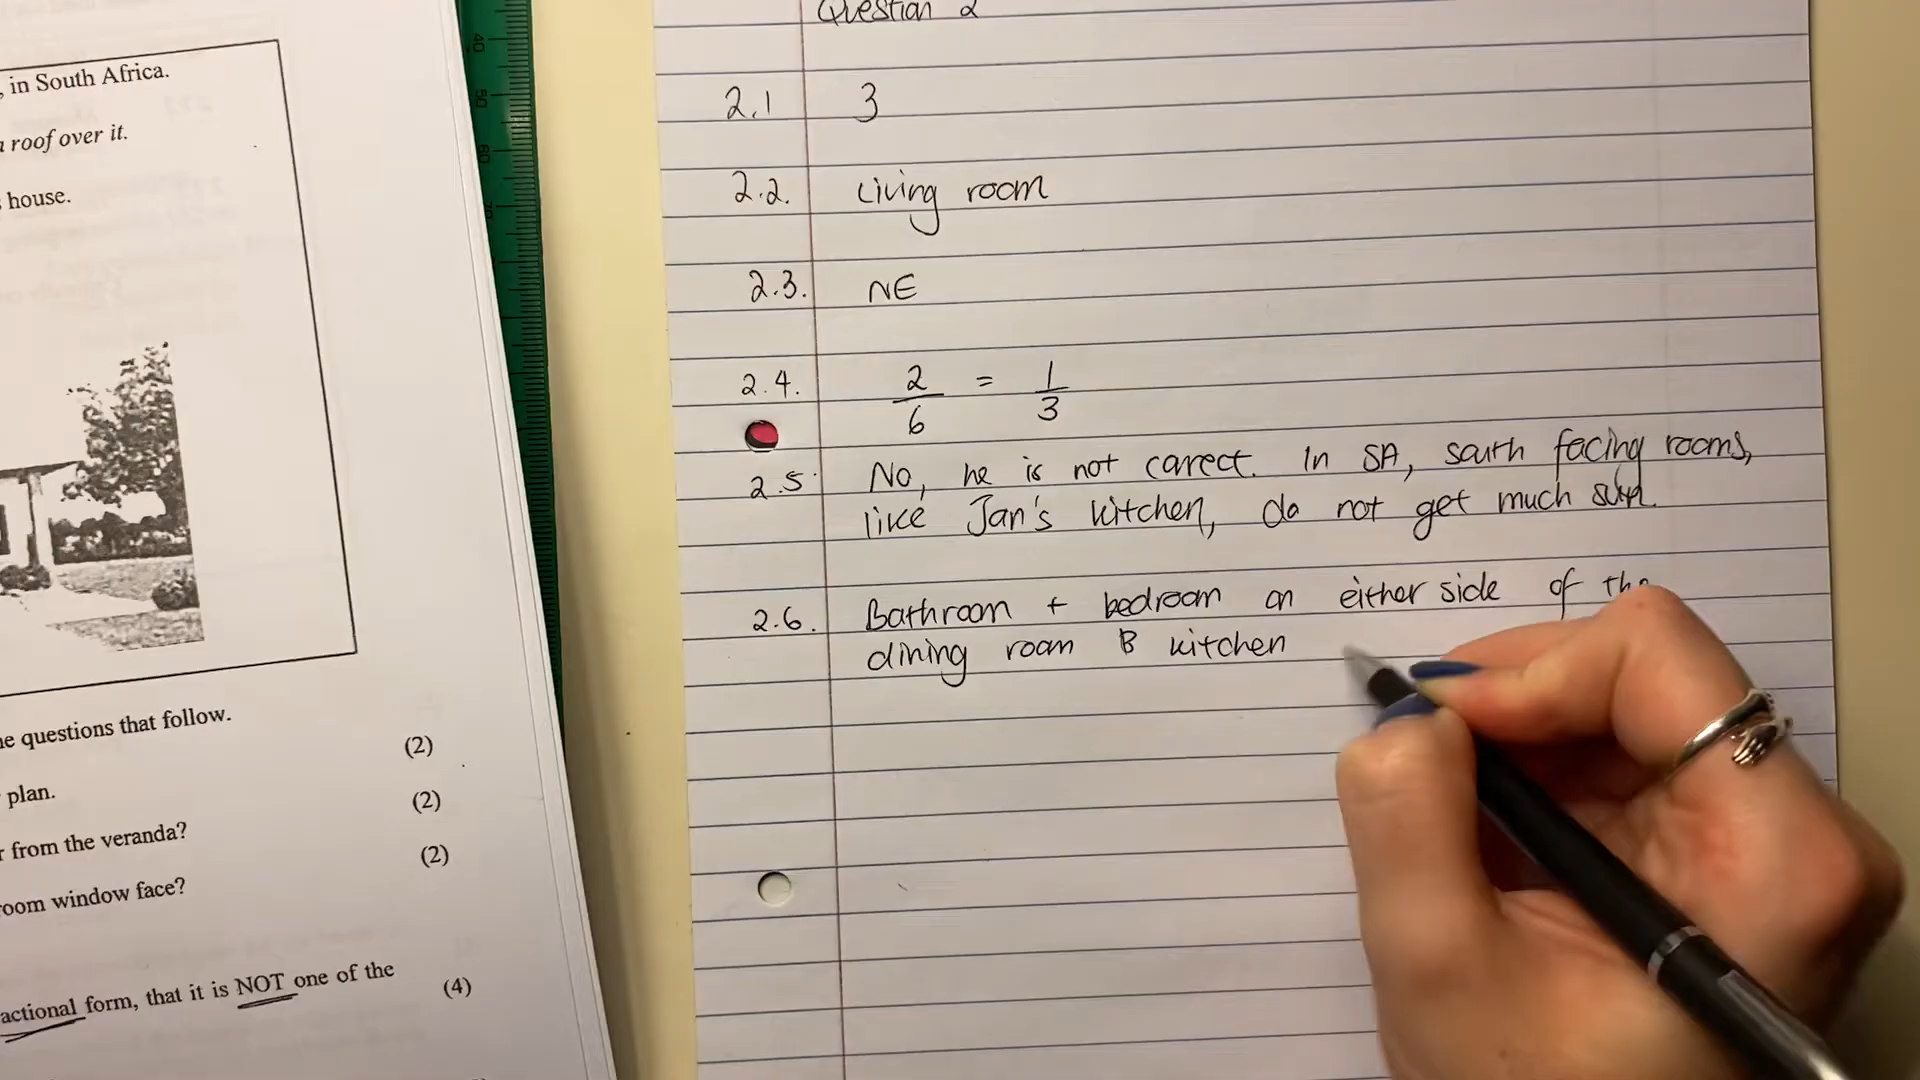 , in South Africa.
roof over it.
house.
questions that follow.
(2)
plan.
(2)
from the veranda?
(2)
window face?
form, that it is NOT one of the
(4)
40
50
60
70
Question 2
2.1 3
2.2. Living room
2.3. NE
2.4. 2/6 = 1/3
2.5. No, he is not correct. In SA, south facing rooms,
like Jan's kitchen, do not get much sun.
2.6. Bathroom + bedroom on either side of the
dining room B kitchen